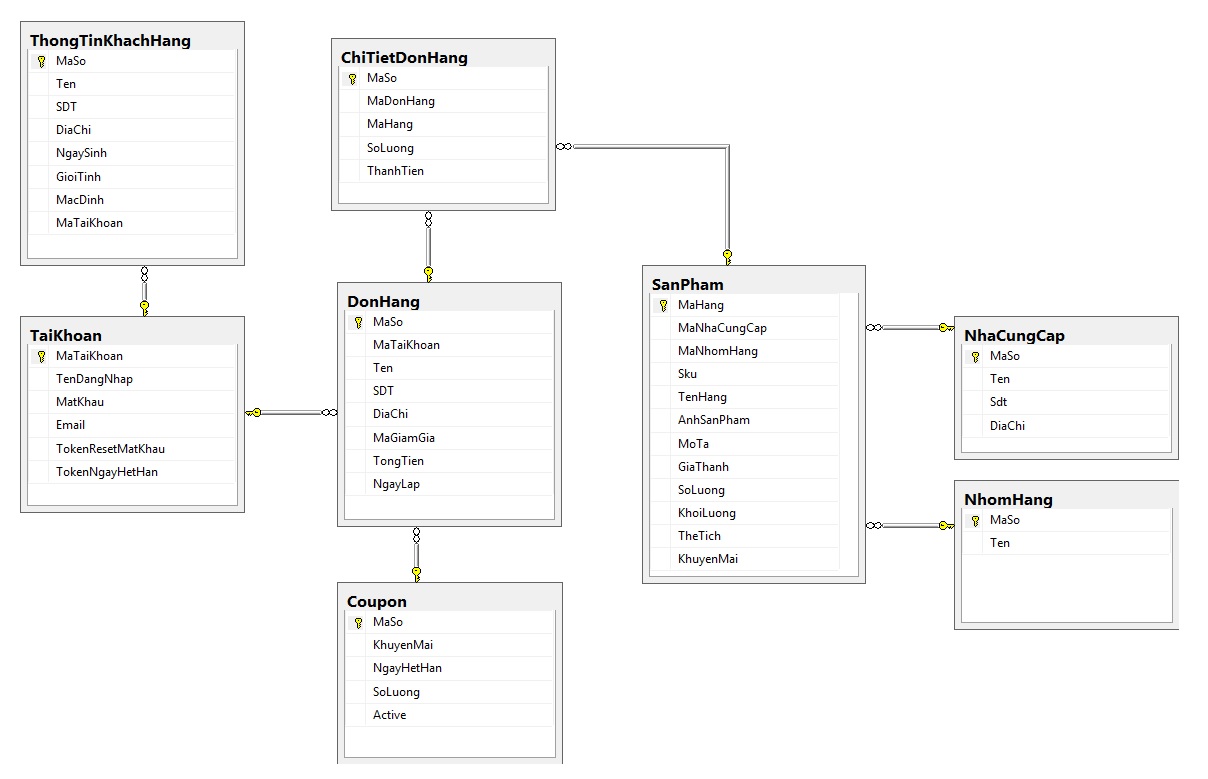 ThongTinKhachHang
MaSo
Ten
SDT
DiaChi
NgaySinh
GioiTinh
MacDinh
MaTaiKhoan
ChiTietDonHang
MaSo
MaDonHang
MaHang
SoLuong
ThanhTien
TaiKhoan
MaTaiKhoan
TenDangNhap
MatKhau
Email
TokenResetMatKhau
TokenNgayHetHan
DonHang
MaSo
MaTaiKhoan
Ten
SDT
DiaChi
MaGiamGia
TongTien
NgayLap
SanPham
MaHang
MaNhaCungCap
MaNhomHang
Sku
TenHang
AnhSanPham
MoTa
GiaThanh
SoLuong
KhoiLuong
TheTich
KhuyenMai
NhaCungCap
MaSo
Ten
Sdt
DiaChi
NhomHang
MaSo
Ten
Coupon
MaSo
KhuyenMai
NgayHetHan
SoLuong
Active